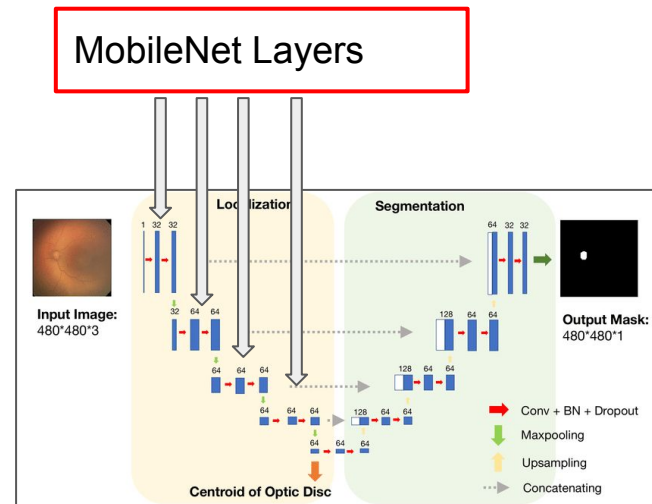 MobileNet Layers
Localization Segmentation
1 32 32
64 32 32
Input Image:
480*480*3
32 64 64
128 64 64
Output Mask:
480*480*1
64 64 64
64 64 64
64 64 64
128 64 64
64 64 64
Conv + BN + Dropout
Maxpooling
Upsampling
Concatenating
Centroid of Optic Disc